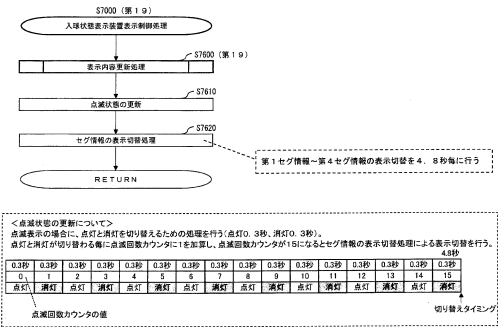 S7000（第１９）
入球状態表示装置表示制御処理
S7600（第１９）
表示内容更新処理
S7610
点滅状態の更新
S7620
セグ情報の表示切替処理
第１セグ情報～第４セグ情報の表示切替を４．８秒毎に行う
ＲＥＴＵＲＮ
＜点滅状態の更新について＞
点滅表示の場合に、点灯と消灯を切り替えるための処理を行う（点灯0.3秒、消灯0.3秒）。
点灯と消灯が切り替わる毎に点滅回数カウンタに1を加算し、点滅回数カウンタが15になるとセグ情報の表示切替処理による表示切替を行う。
4.8秒
0.3秒 0.3秒 0.3秒 0.3秒 0.3秒 0.3秒 0.3秒 0.3秒 0.3秒 0.3秒 0.3秒 0.3秒 0.3秒 0.3秒 0.3秒 0.3秒
0 1 2 3 4 5 6 7 8 9 10 11 12 13 14 15
点灯 消灯 点灯 消灯 点灯 消灯 点灯 消灯 点灯 消灯 点灯 消灯 点灯 消灯 点灯 消灯
点滅回数カウンタの値
切り替えタイミング